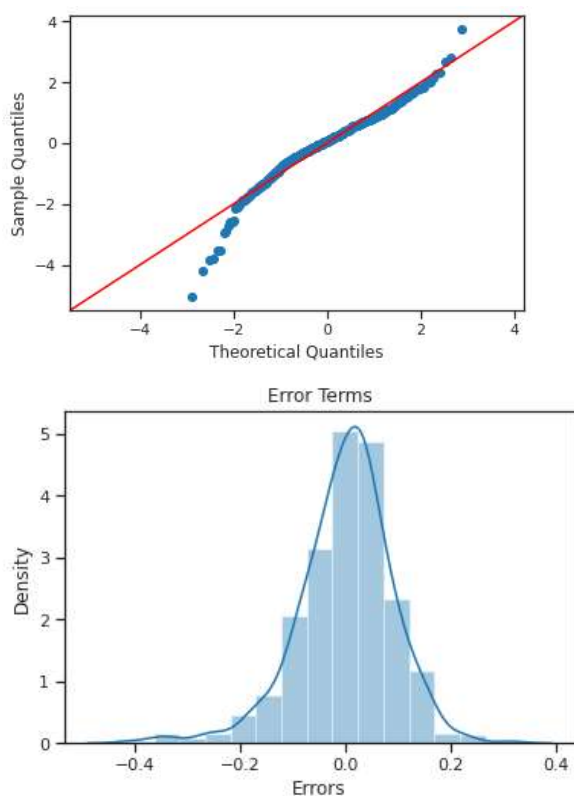 4
2
0
−2
−4
Sample Quantiles
−4 −2 0 2 4
Theoretical Quantiles
Error Terms
5
4
3
2
1
0
Density
−0.4 −0.2 0.0 0.2 0.4
Errors